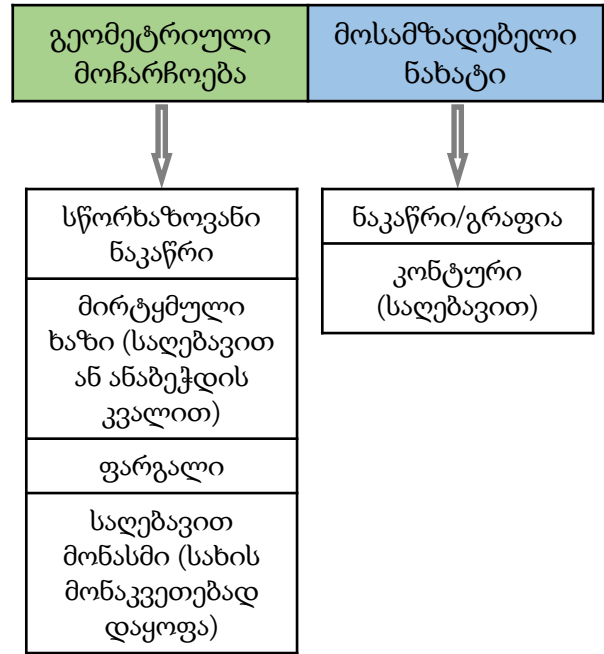 გეომეტრიული
მოჩარჩოება
მოსამზადებელი
ნახატი
სწორხაზოვანი
ნაკაწრი
მირტყმული
ხაზი (საღებავით
ან ანაბეჭდის
კვალით)
ფარგალი
საღებავით
მონასმი (სახის
მონაკვეთებად
დაყოფა)
ნაკაწრი/გრაფია
კონტური
(საღებავით)